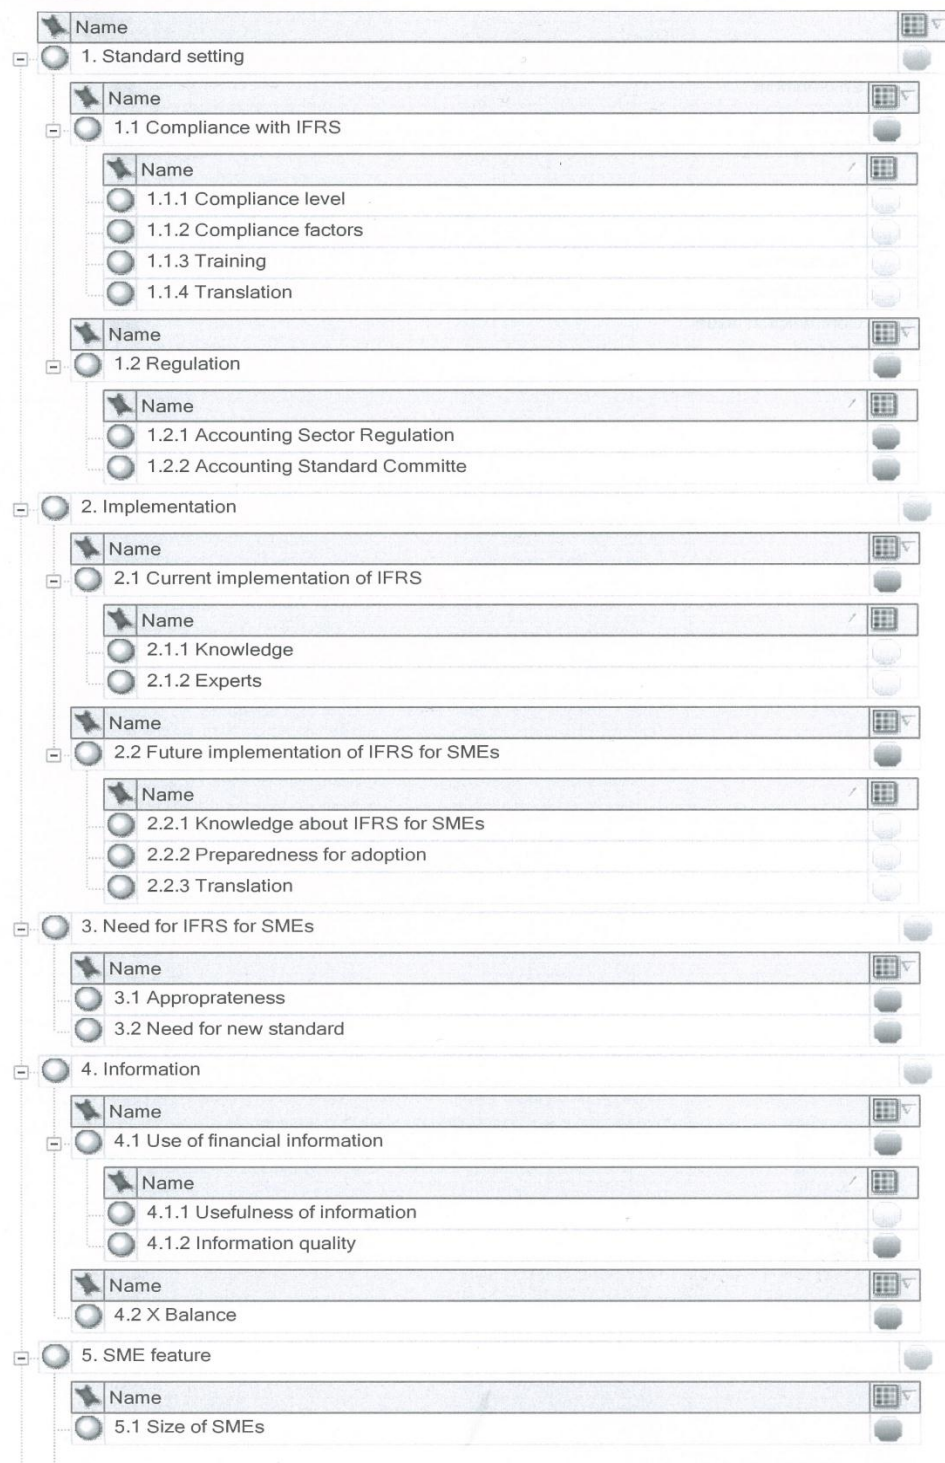 Name
1. Standard setting
Name
1.1 Compliance with IFRS
Name
1.1.1 Compliance level
1.1.2 Compliance factors
1.1.3 Training
1.1.4 Translation
Name
1.2 Regulation
Name
1.2.1 Accounting Sector Regulation
1.2.2 Accounting Standard Committe
2. Implementation
Name
2.1 Current implementation of IFRS
Name
2.1.1 Knowledge
2.1.2 Experts
Name
2.2 Future implementation of IFRS for SMEs
Name
2.2.1 Knowledge about IFRS for SMEs
2.2.2 Preparedness for adoption
2.2.3 Translation
3. Need for IFRS for SMEs
Name
3.1 Approprateness
3.2 Need for new standard
4. Information
Name
4.1 Use of financial information
Name
4.1.1 Usefulness of information
4.1.2 Information quality
Name
4.2 X Balance
5. SME feature
Name
5.1 Size of SMEs